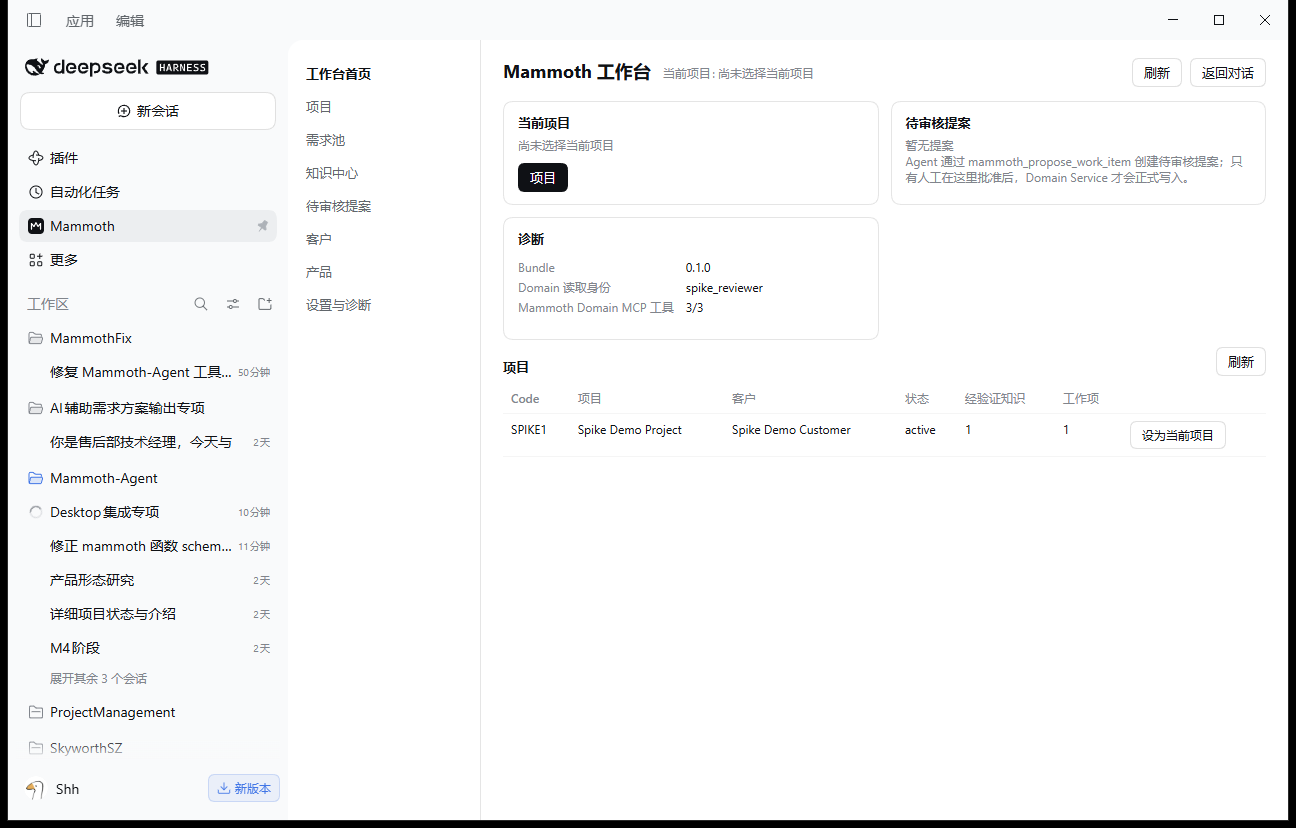 应用 编辑
deepseek HARNESS
新会话
插件
自动化任务
Mammoth
更多
工作区
MammothFix
修复 Mammoth-Agent 工具... 50分钟
AI辅助需求方案输出专项
你是售后部技术经理，今天与 2天
Mammoth-Agent
Desktop集成专项 10分钟
修正 mammoth 函数 schem... 11分钟
产品形态研究 2天
详细项目状态与介绍 2天
M4阶段 2天
展开其余 3 个会话
ProjectManagement
SkyworthSZ
Shh 新版本
工作台首页
项目
需求池
知识中心
待审核提案
客户
产品
设置与诊断
Mammoth 工作台 当前项目: 尚未选择当前项目 刷新 返回对话
当前项目
尚未选择当前项目
项目
待审核提案
暂无提案
Agent 通过 mammoth_propose_work_item 创建待审核提案；只
有人工在这里批准后，Domain Service 才会正式写入。
诊断
Bundle 0.1.0
Domain 读取身份 spike_reviewer
Mammoth Domain MCP 工具 3/3
项目 刷新
Code 项目 客户 状态 经验证知识 工作项
SPIKE1 Spike Demo Project Spike Demo Customer active 1 1 设为当前项目